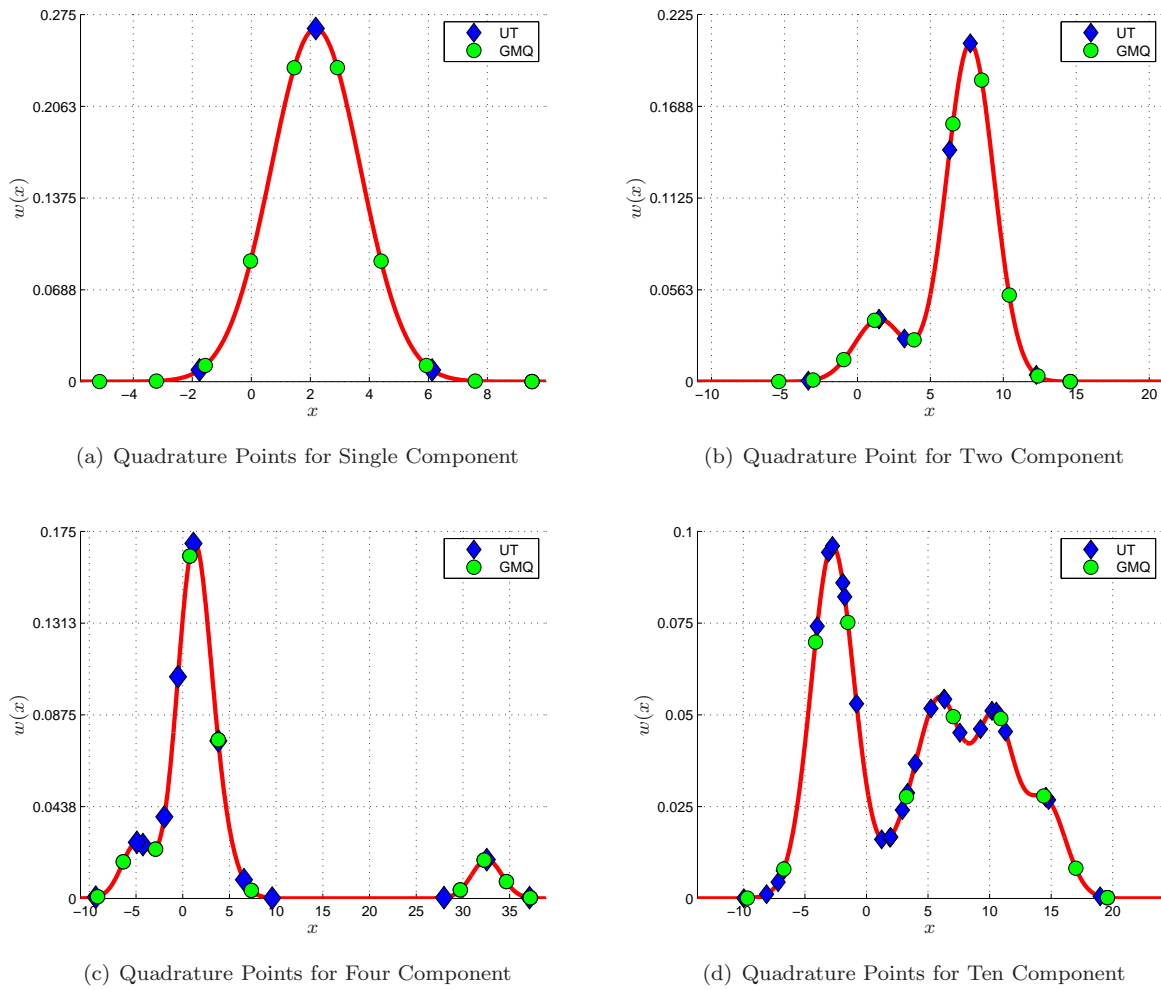 0.275
0.2063
0.1375
0.0688
0
w(x)
−4 −2 0 2 4 6 8
x
UT
GMQ
(a) Quadrature Points for Single Component
0.225
0.1688
0.1125
0.0563
0
w(x)
−10 −5 0 5 10 15 20
x
UT
GMQ
(b) Quadrature Point for Two Component
0.175
0.1313
0.0875
0.0438
0
w(x)
−10 −5 0 5 10 15 20 25 30 35
x
UT
GMQ
(c) Quadrature Points for Four Component
0.1
0.075
0.05
0.025
0
w(x)
−10 −5 0 5 10 15 20
x
UT
GMQ
(d) Quadrature Points for Ten Component